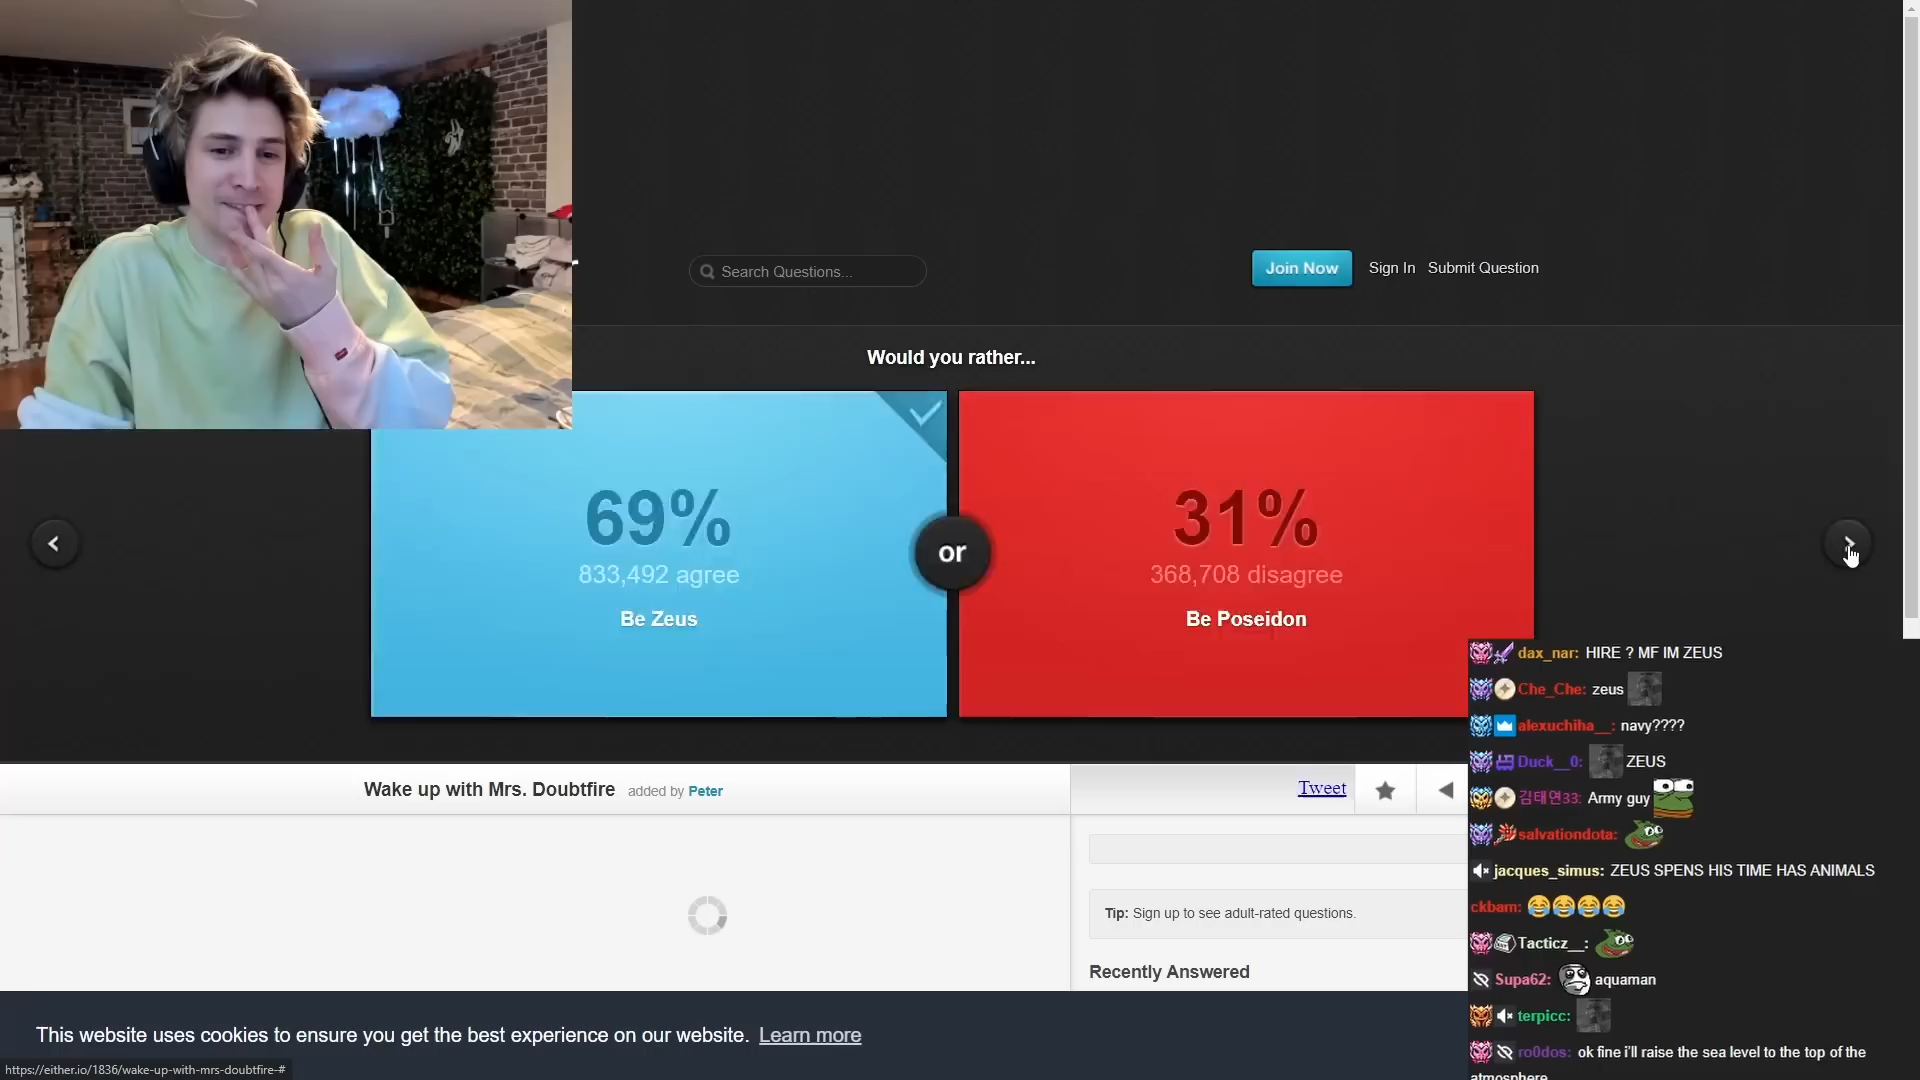 Search Questions...
Join Now
Sign In
Submit Question
Would you rather...
69%
833,492 agree
Be Zeus
or
31%
368,708 disagree
Be Poseidon
Wake up with Mrs. Doubtfire added by Peter
Tweet
Tip: Sign up to see adult-rated questions.
Recently Answered
This website uses cookies to ensure you get the best experience on our website. Learn more
https://either.io/1836/wake-up-with-mrs-doubtfire-#
dax_nar: HIRE ? MF IM ZEUS
Che_Che: zeus
alexuchiha__: navy????
Duck__0: ZEUS
김태연33: Army guy
salvationdota:
jacques_simus: ZEUS SPENS HIS TIME HAS ANIMALS
ckbam: 😂😂😂😂
Tacticz__:
Supa62: aquaman
terpicc:
ro0dos: ok fine i'll raise the sea level to the top of the
atmosphere